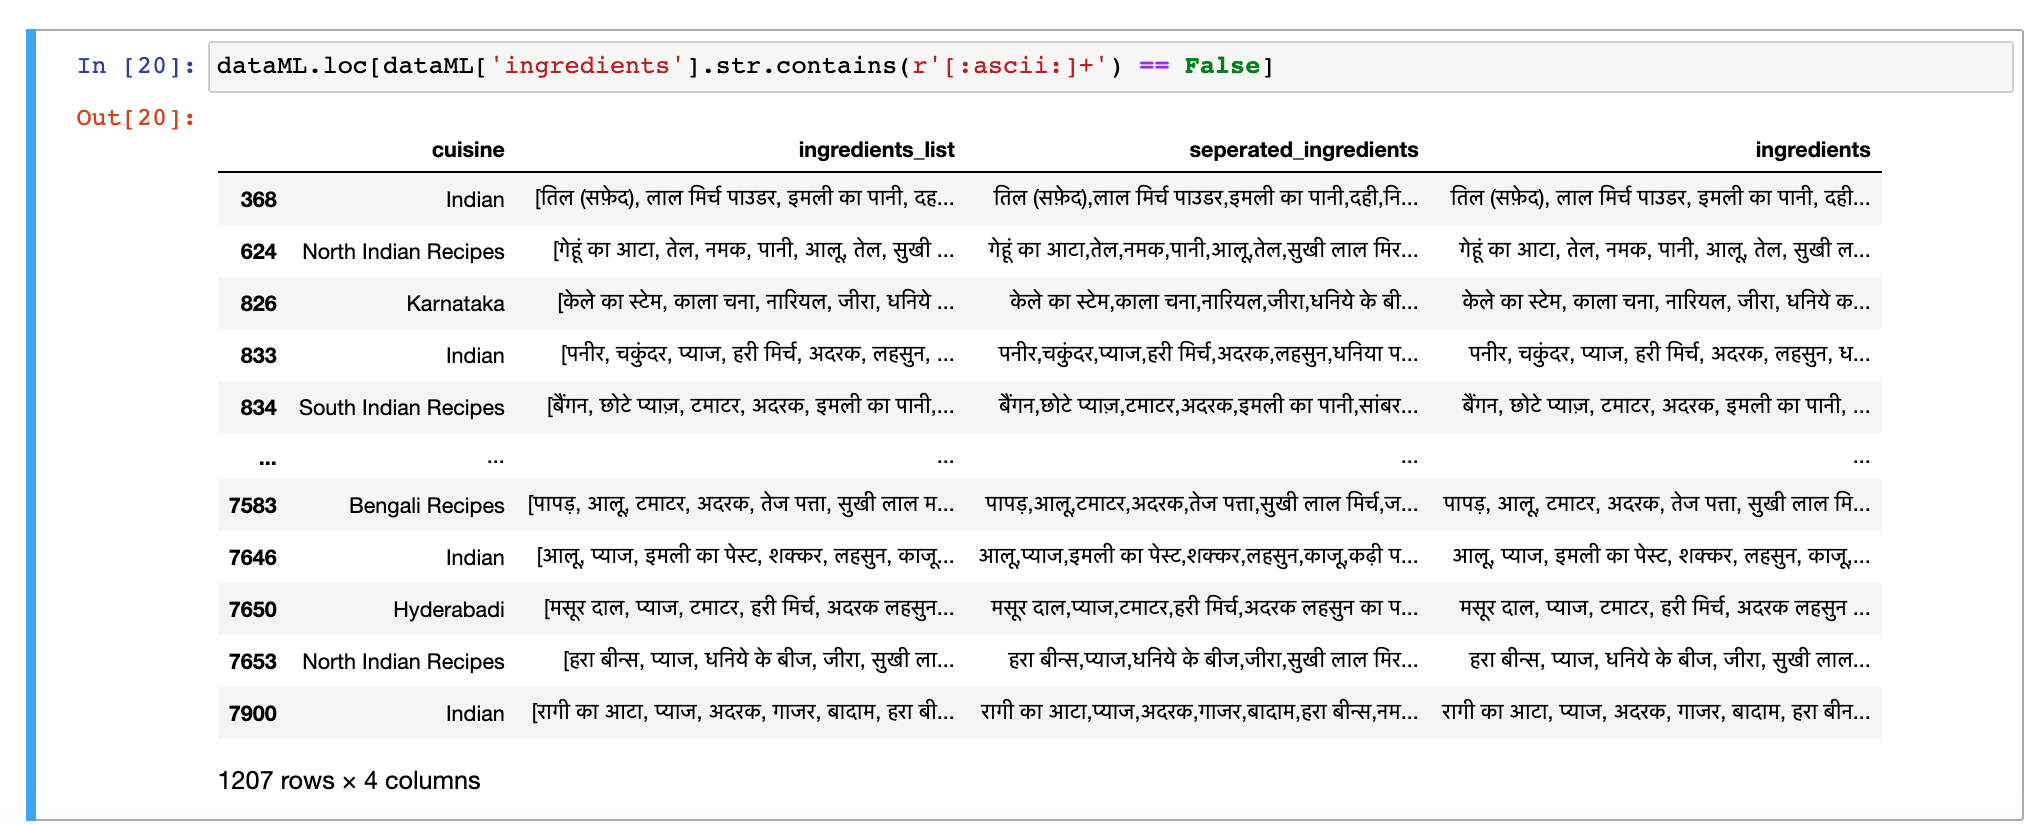 In [20]: dataML.loc[dataML['ingredients'].str.contains(r'[:ascii:]+') == False]
Out[20]:
cuisine ingredients_list seperated_ingredients ingredients
368 Indian [तिल (सफ़ेद), लाल मिर्च पाउडर, इमली का पानी, दह... तिल (सफ़ेद),लाल मिर्च पाउडर,इमली का पानी,दही,नि... तिल (सफ़ेद), लाल मिर्च पाउडर, इमली का पानी, दही...
624 North Indian Recipes [गेहूं का आटा, तेल, नमक, पानी, आलू, तेल, सुखी ... गेहूं का आटा,तेल,नमक,पानी,आलू,तेल,सुखी लाल मिर... गेहूं का आटा, तेल, नमक, पानी, आलू, तेल, सुखी ल...
826 Karnataka [केले का स्टेम, काला चना, नारियल, जीरा, धनिये ... केले का स्टेम,काला चना,नारियल,जीरा,धनिये के बी... केले का स्टेम, काला चना, नारियल, जीरा, धनिये क...
833 Indian [पनीर, चकुंदर, प्याज, हरी मिर्च, अदरक, लहसुन, ... पनीर,चकुंदर,प्याज,हरी मिर्च,अदरक,लहसुन,धनिया प... पनीर, चकुंदर, प्याज, हरी मिर्च, अदरक, लहसुन, ध...
834 South Indian Recipes [बैंगन, छोटे प्याज़, टमाटर, अदरक, इमली का पानी,... बैंगन,छोटे प्याज़,टमाटर,अदरक,इमली का पानी,सांबर... बैंगन, छोटे प्याज़, टमाटर, अदरक, इमली का पानी, ...
... ... ... ... ...
7583 Bengali Recipes [पापड़, आलू, टमाटर, अदरक, तेज पत्ता, सुखी लाल म... पापड़,आलू,टमाटर,अदरक,तेज पत्ता,सुखी लाल मिर्च,ज... पापड़, आलू, टमाटर, अदरक, तेज पत्ता, सुखी लाल मि...
7646 Indian [आलू, प्याज, इमली का पेस्ट, शक्कर, लहसुन, काजू... आलू,प्याज,इमली का पेस्ट,शक्कर,लहसुन,काजू,कढ़ी प... आलू, प्याज, इमली का पेस्ट, शक्कर, लहसुन, काजू,...
7650 Hyderabadi [मसूर दाल, प्याज, टमाटर, हरी मिर्च, अदरक लहसुन... मसूर दाल,प्याज,टमाटर,हरी मिर्च,अदरक लहसुन का प... मसूर दाल, प्याज, टमाटर, हरी मिर्च, अदरक लहसुन ...
7653 North Indian Recipes [हरा बीन्स, प्याज, धनिये के बीज, जीरा, सुखी ला... हरा बीन्स,प्याज,धनिये के बीज,जीरा,सुखी लाल मिर... हरा बीन्स, प्याज, धनिये के बीज, जीरा, सुखी लाल...
7900 Indian [रागी का आटा, प्याज, अदरक, गाजर, बादाम, हरा बी... रागी का आटा,प्याज,अदरक,गाजर,बादाम,हरा बीन्स,नम... रागी का आटा, प्याज, अदरक, गाजर, बादाम, हरा बीन...
1207 rows × 4 columns